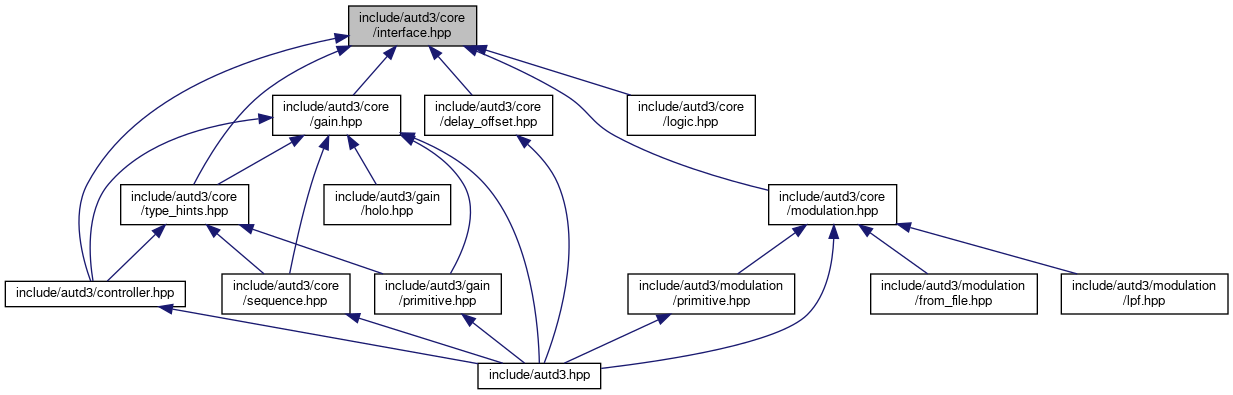 include/autd3/core
/interface.hpp
include/autd3/core
/gain.hpp
include/autd3/core
/delay_offset.hpp
include/autd3/core
/logic.hpp
include/autd3/core
/type_hints.hpp
include/autd3/gain
/holo.hpp
include/autd3/core
/modulation.hpp
include/autd3/controller.hpp
include/autd3/core
/sequence.hpp
include/autd3/gain
/primitive.hpp
include/autd3/modulation
/primitive.hpp
include/autd3/modulation
/from_file.hpp
include/autd3/modulation
/lpf.hpp
include/autd3.hpp